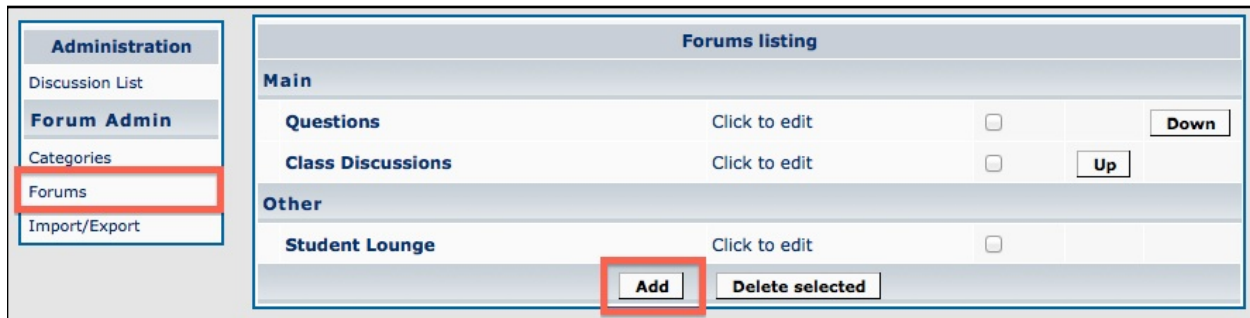 Administration
Discussion List
Forum Admin
Categories
Forums
Import/Export
Forums listing
Main
Questions Click to edit Down
Class Discussions Click to edit Up
Other
Student Lounge Click to edit
Add Delete selected